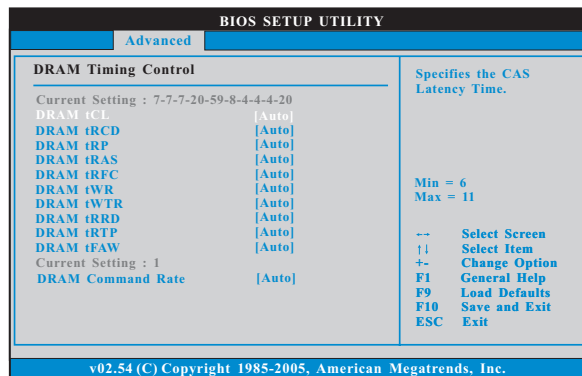 BIOS SETUP UTILITY
Advanced
DRAM Timing Control
Current Setting : 7-7-7-20-59-8-4-4-4-20
DRAM tCL [Auto]
DRAM tRCD [Auto]
DRAM tRP [Auto]
DRAM tRAS [Auto]
DRAM tRFC [Auto]
DRAM tWR [Auto]
DRAM tWTR [Auto]
DRAM tRRD [Auto]
DRAM tRTP [Auto]
DRAM tFAW [Auto]
Current Setting : 1
DRAM Command Rate [Auto]
Specifies the CAS
Latency Time.
Min = 6
Max = 11
←→ Select Screen
↑↓ Select Item
+- Change Option
F1 General Help
F9 Load Defaults
F10 Save and Exit
ESC Exit
v02.54 (C) Copyright 1985-2005, American Megatrends, Inc.